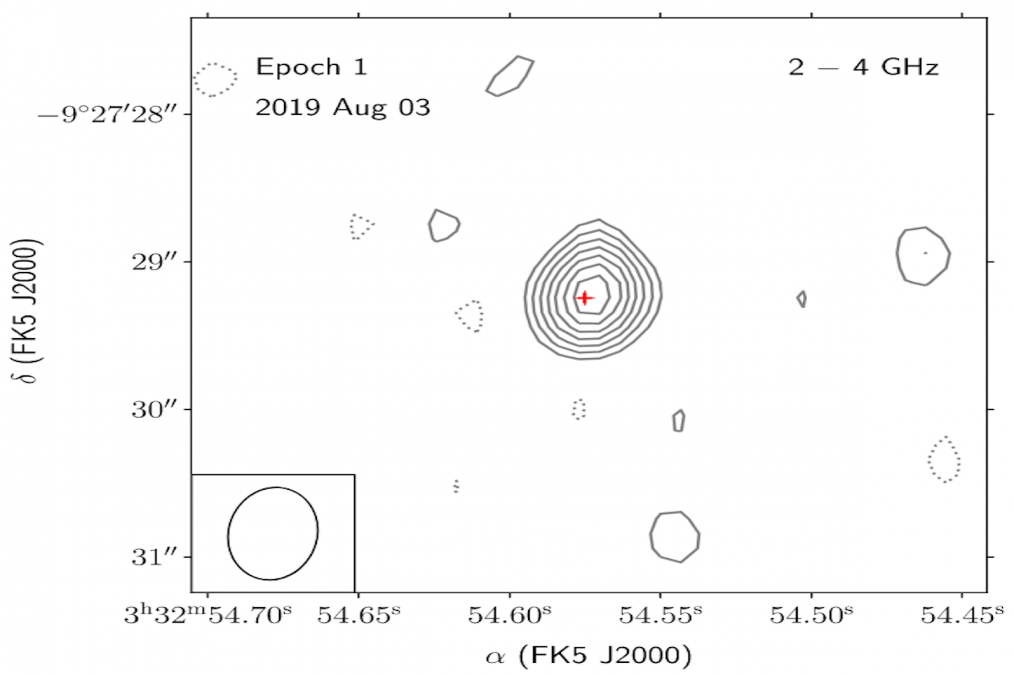 Epoch 1
2 − 4 GHz
2019 Aug 03
−9°27′28″
29″
30″
31″
δ (FK5 J2000)
3ʰ32ᵐ54.70ˢ 54.65ˢ 54.60ˢ 54.55ˢ 54.50ˢ 54.45ˢ
α (FK5 J2000)